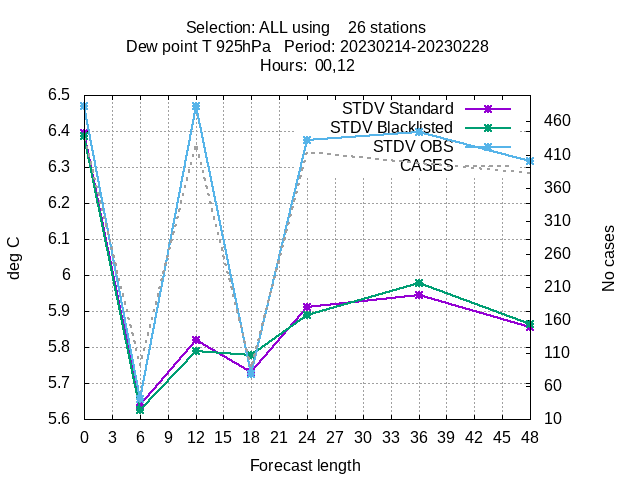 Selection: ALL using 26 stations
Dew point T 925hPa Period: 20230214-20230228
Hours: 00,12
STDV Standard
STDV Blacklisted
STDV OBS
CASES
6.5
6.4
6.3
6.2
6.1
6
5.9
5.8
5.7
5.6
460
410
360
310
260
210
160
110
60
10
deg C
No cases
0 3 6 9 12 15 18 21 24 27 30 33 36 39 42 45 48
Forecast length